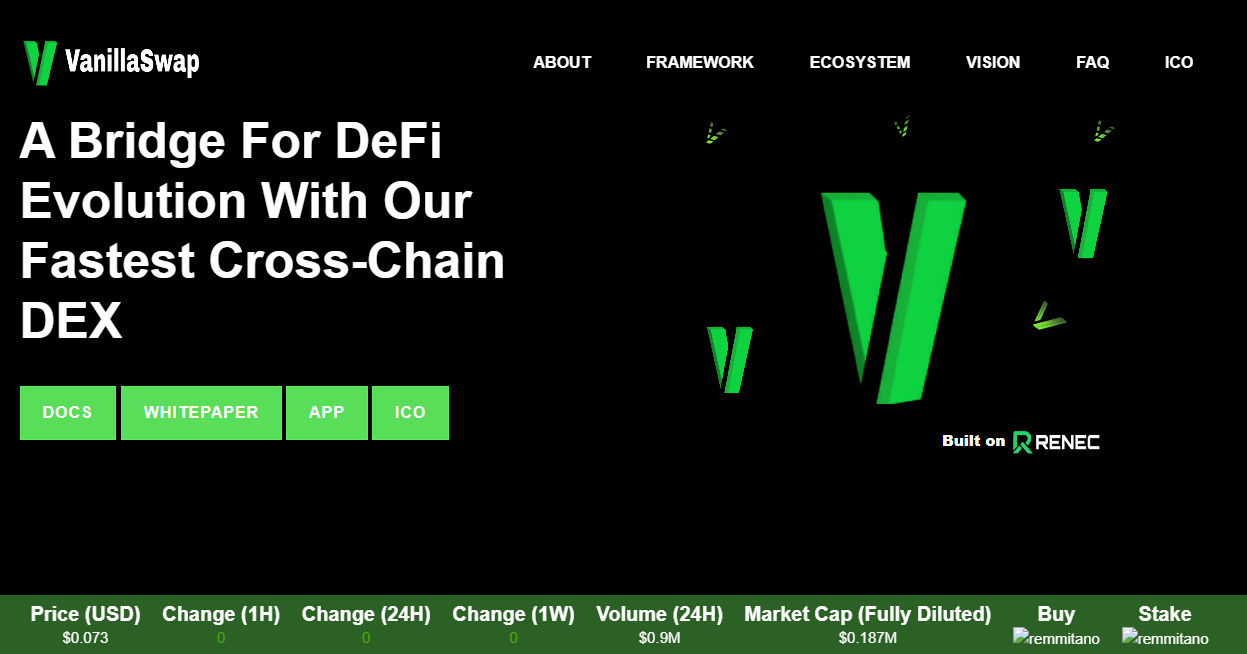 VanillaSwap
ABOUT FRAMEWORK ECOSYSTEM VISION FAQ ICO
A Bridge For DeFi
Evolution With Our
Fastest Cross-Chain
DEX
DOCS WHITEPAPER APP ICO
Built on RENEC
Price (USD) Change (1H) Change (24H) Change (1W) Volume (24H) Market Cap (Fully Diluted) Buy Stake
$0.073 0 0 0 $0.9M $0.187M remmitano remmitano